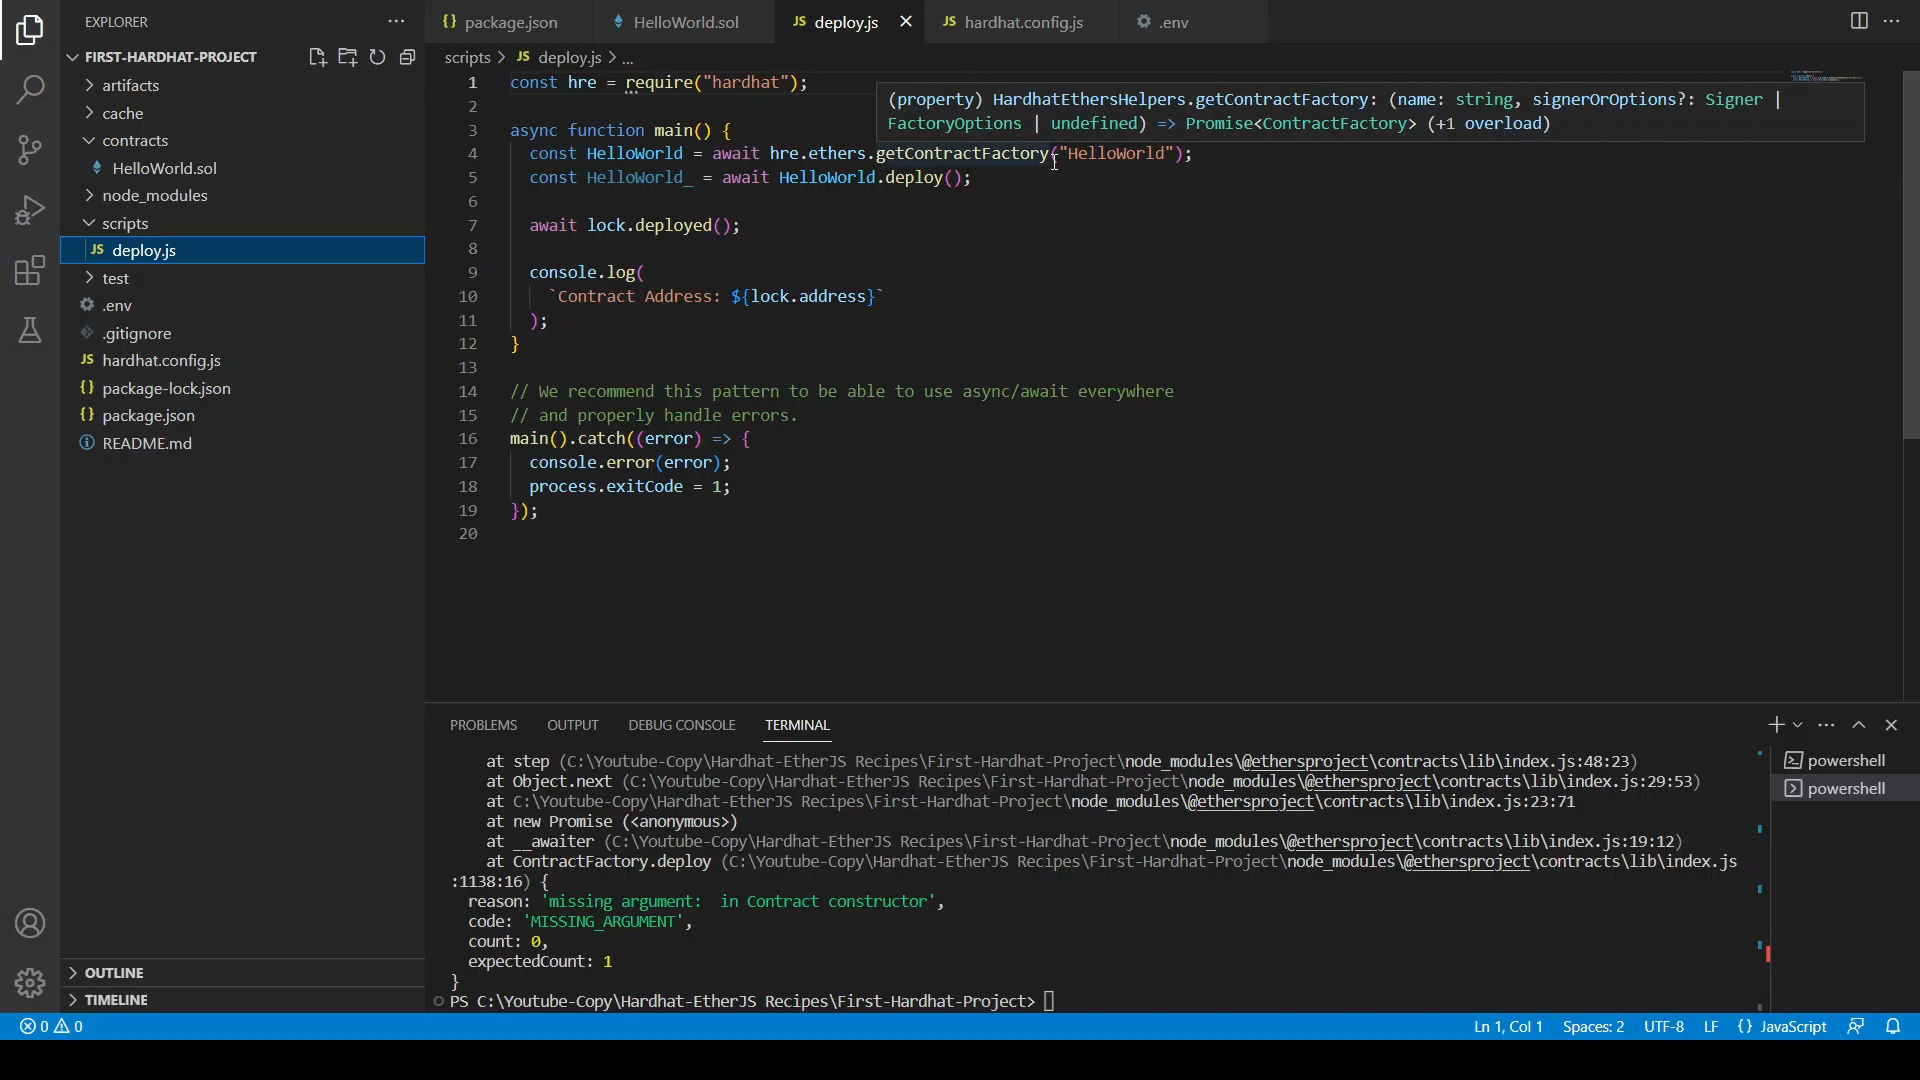 EXPLORER
FIRST-HARDHAT-PROJECT
artifacts
cache
contracts
HelloWorld.sol
node_modules
scripts
JS deploy.js
test
.env
.gitignore
JS hardhat.config.js
{} package-lock.json
{} package.json
README.md
OUTLINE
TIMELINE
{} package.json
HelloWorld.sol
JS deploy.js
JS hardhat.config.js
.env
scripts > JS deploy.js > ...
1 const hre = require("hardhat");
2
(property) HardhatEthersHelpers.getContractFactory: (name: string, signerOrOptions?: Signer |
FactoryOptions | undefined) => Promise<ContractFactory> (+1 overload)
3 async function main() {
4 const HelloWorld = await hre.ethers.getContractFactory("HelloWorld");
5 const HelloWorld_ = await HelloWorld.deploy();
6
7 await lock.deployed();
8
9 console.log(
10 `Contract Address: ${lock.address}`
11 );
12 }
13
14 // We recommend this pattern to be able to use async/await everywhere
15 // and properly handle errors.
16 main().catch((error) => {
17 console.error(error);
18 process.exitCode = 1;
19 });
20
PROBLEMS OUTPUT DEBUG CONSOLE TERMINAL
at step (C:\Youtube-Copy\Hardhat-EtherJS Recipes\First-Hardhat-Project\node_modules\@ethersproject\contracts\lib\index.js:48:23)
at Object.next (C:\Youtube-Copy\Hardhat-EtherJS Recipes\First-Hardhat-Project\node_modules\@ethersproject\contracts\lib\index.js:29:53)
at C:\Youtube-Copy\Hardhat-EtherJS Recipes\First-Hardhat-Project\node_modules\@ethersproject\contracts\lib\index.js:23:71
at new Promise (<anonymous>)
at __awaiter (C:\Youtube-Copy\Hardhat-EtherJS Recipes\First-Hardhat-Project\node_modules\@ethersproject\contracts\lib\index.js:19:12)
at ContractFactory.deploy (C:\Youtube-Copy\Hardhat-EtherJS Recipes\First-Hardhat-Project\node_modules\@ethersproject\contracts\lib\index.js
:1138:16) {
reason: 'missing argument:  in Contract constructor',
code: 'MISSING_ARGUMENT',
count: 0,
expectedCount: 1
}
PS C:\Youtube-Copy\Hardhat-EtherJS Recipes\First-Hardhat-Project>
powershell
powershell
0 0
Ln 1, Col 1 Spaces: 2 UTF-8 LF {} JavaScript